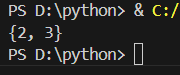 PS D:\python> & C:/
{2, 3}
PS D:\python>